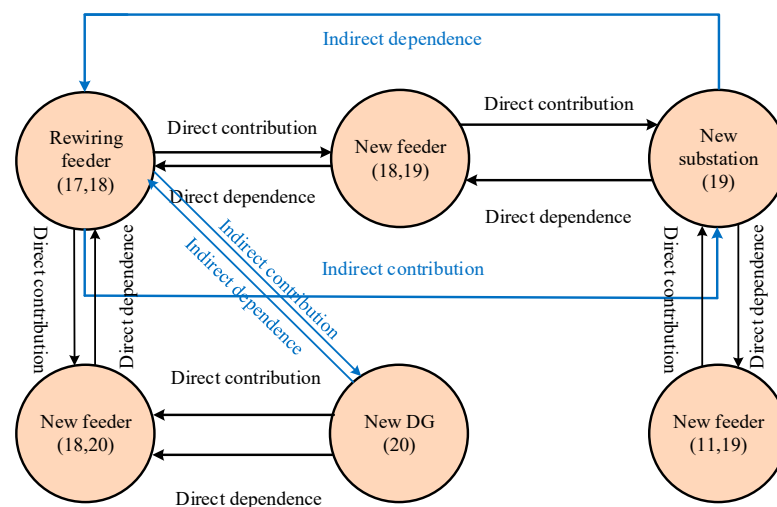 Indirect dependence
Direct contribution
Direct contribution
Rewiring
feeder
(17,18)
New feeder
(18,19)
New
substation
(19)
Direct dependence
Direct dependence
Indirect contribution
Indirect dependence
Indirect contribution
Direct contribution
Direct dependence
Direct contribution
Direct dependence
Direct contribution
New feeder
(18,20)
New DG
(20)
New feeder
(11,19)
Direct dependence